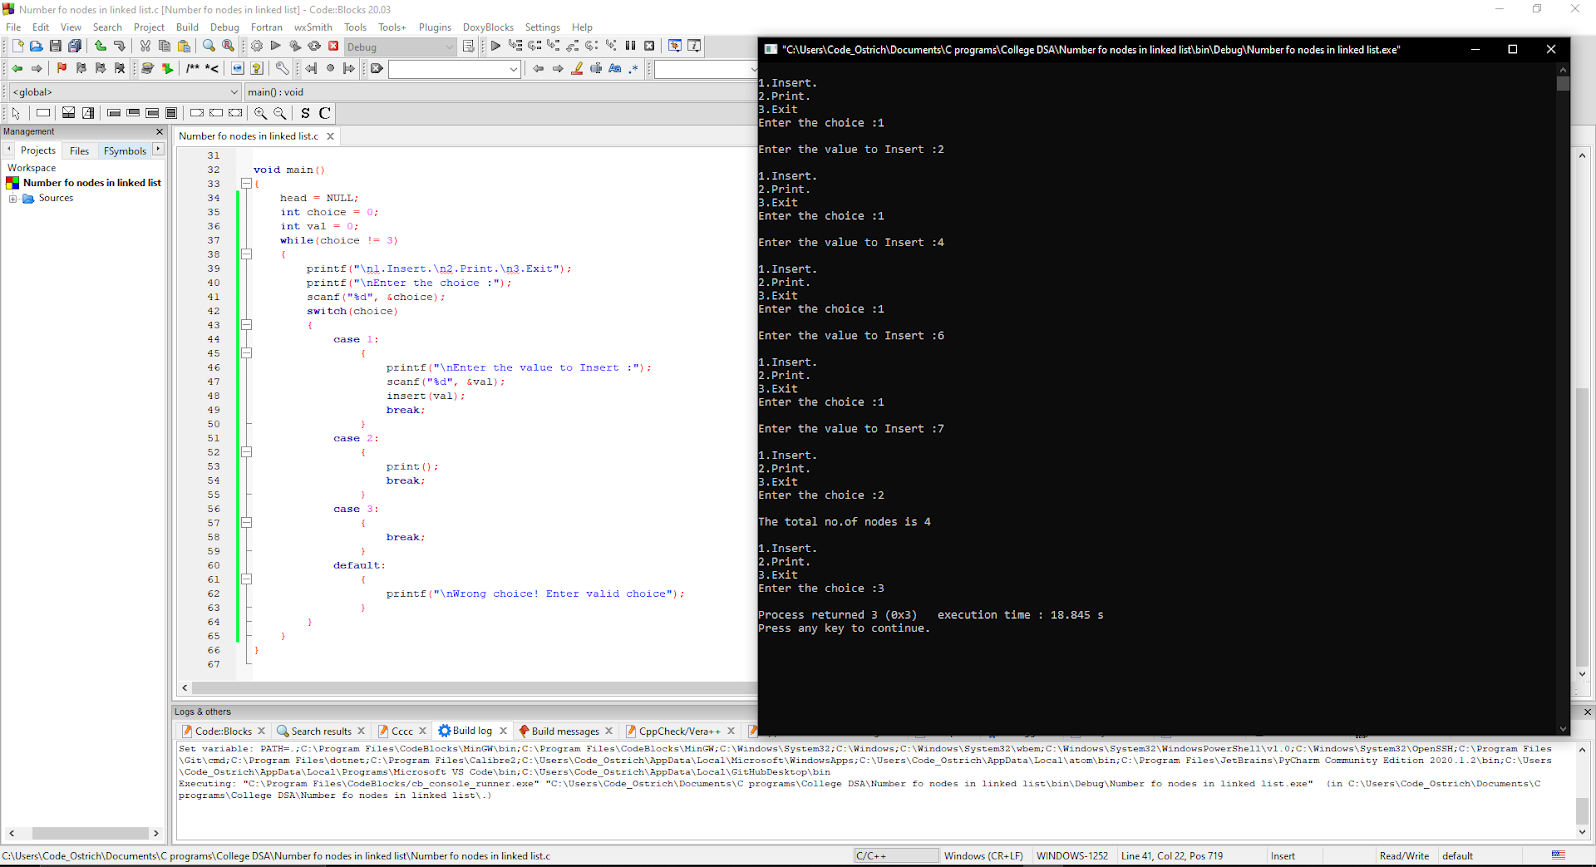 Number fo nodes in linked list.c [Number fo nodes in linked list] - Code::Blocks 20.03
File Edit View Search Project Build Debug Fortran wxSmith Tools Tools+ Plugins DoxyBlocks Settings Help
Debug
/** *<
<global>
main() : void
S C
Management
Projects Files FSymbols
Workspace
Number fo nodes in linked list
Sources
Number fo nodes in linked list.c
31
32 void main()
33 {
34 head = NULL;
35 int choice = 0;
36 int val = 0;
37 while(choice != 3)
38 {
39 printf("\n1.Insert.\n2.Print.\n3.Exit");
40 printf("\nEnter the choice :");
41 scanf("%d", &choice);
42 switch(choice)
43 {
44 case 1:
45 {
46 printf("\nEnter the value to Insert :");
47 scanf("%d", &val);
48 insert(val);
49 break;
50 }
51 case 2:
52 {
53 print();
54 break;
55 }
56 case 3:
57 {
58 break;
59 }
60 default:
61 {
62 printf("\nWrong choice! Enter valid choice");
63 }
64 }
65 }
66 }
67
"C:\Users\Code_Ostrich\Documents\C programs\College DSA\Number fo nodes in linked list\bin\Debug\Number fo nodes in linked list.exe"
1.Insert.
2.Print.
3.Exit
Enter the choice :1
Enter the value to Insert :2
1.Insert.
2.Print.
3.Exit
Enter the choice :1
Enter the value to Insert :4
1.Insert.
2.Print.
3.Exit
Enter the choice :1
Enter the value to Insert :6
1.Insert.
2.Print.
3.Exit
Enter the choice :1
Enter the value to Insert :7
1.Insert.
2.Print.
3.Exit
Enter the choice :2
The total no.of nodes is 4
1.Insert.
2.Print.
3.Exit
Enter the choice :3
Process returned 3 (0x3) execution time : 18.845 s
Press any key to continue.
Logs & others
Code::Blocks Search results Cccc Build log Build messages CppCheck/Vera++
Set variable: PATH=.;C:\Program Files\CodeBlocks\MinGW\bin;C:\Program Files\CodeBlocks\MinGW;C:\Windows\System32;C:\Windows;C:\Windows\System32\wbem;C:\Windows\System32\WindowsPowerShell\v1.0;C:\Windows\System32\OpenSSH;C:\Program Files
\Git\cmd;C:\Program Files\dotnet;C:\Program Files\Calibre2;C:\Users\Code_Ostrich\AppData\Local\Microsoft\WindowsApps;C:\Users\Code_Ostrich\AppData\Local\atom\bin;C:\Program Files\JetBrains\PyCharm Community Edition 2020.1.2\bin;C:\Users
\Code_Ostrich\AppData\Local\Programs\Microsoft VS Code\bin;C:\Users\Code_Ostrich\AppData\Local\GitHubDesktop\bin
Executing: "C:\Program Files\CodeBlocks/cb_console_runner.exe" "C:\Users\Code_Ostrich\Documents\C programs\College DSA\Number fo nodes in linked list\bin\Debug\Number fo nodes in linked list.exe" (in C:\Users\Code_Ostrich\Documents\C
programs\College DSA\Number fo nodes in linked list\.)
C:\Users\Code_Ostrich\Documents\C programs\College DSA\Number fo nodes in linked list\Number fo nodes in linked list.c C/C++ Windows (CR+LF) WINDOWS-1252 Line 41, Col 22, Pos 719 Insert Read/Write default